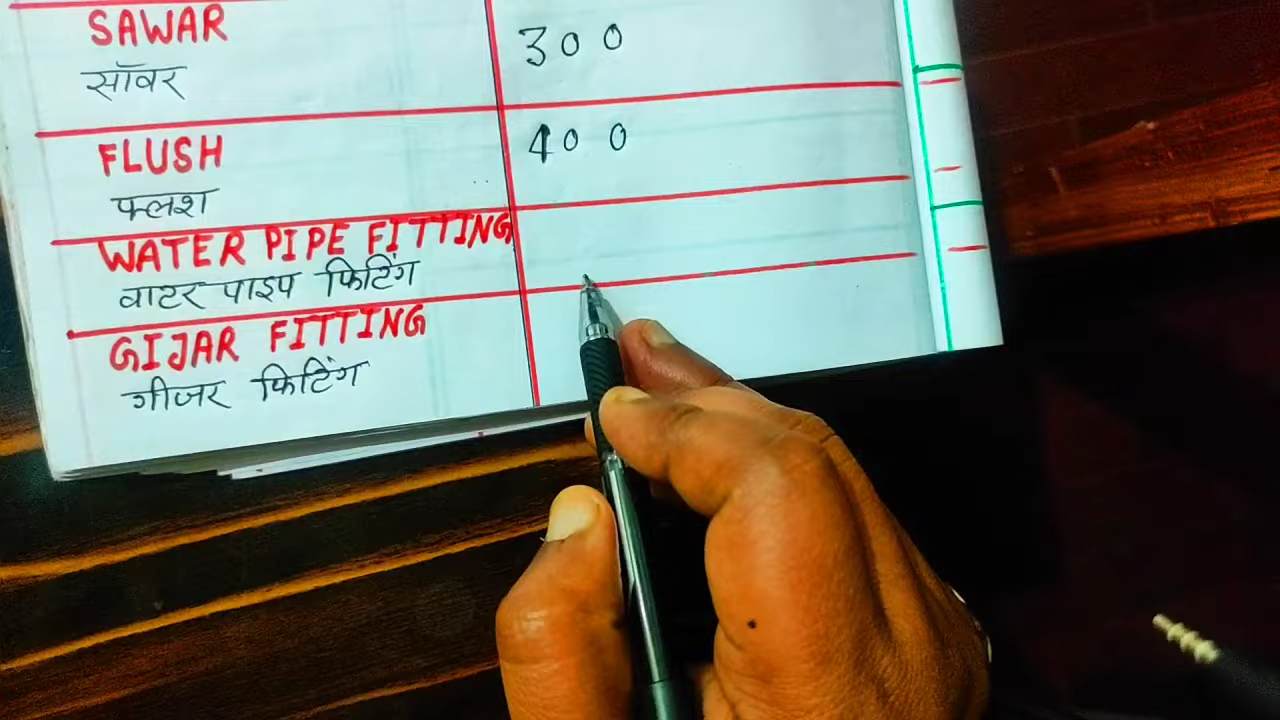 SAWAR
सॉवर
300
FLUSH
फ्लश
400
WATER PIPE FITTING
वाटर पाइप फिटिंग
GIJAR FITTING
गीजर फिटिंग